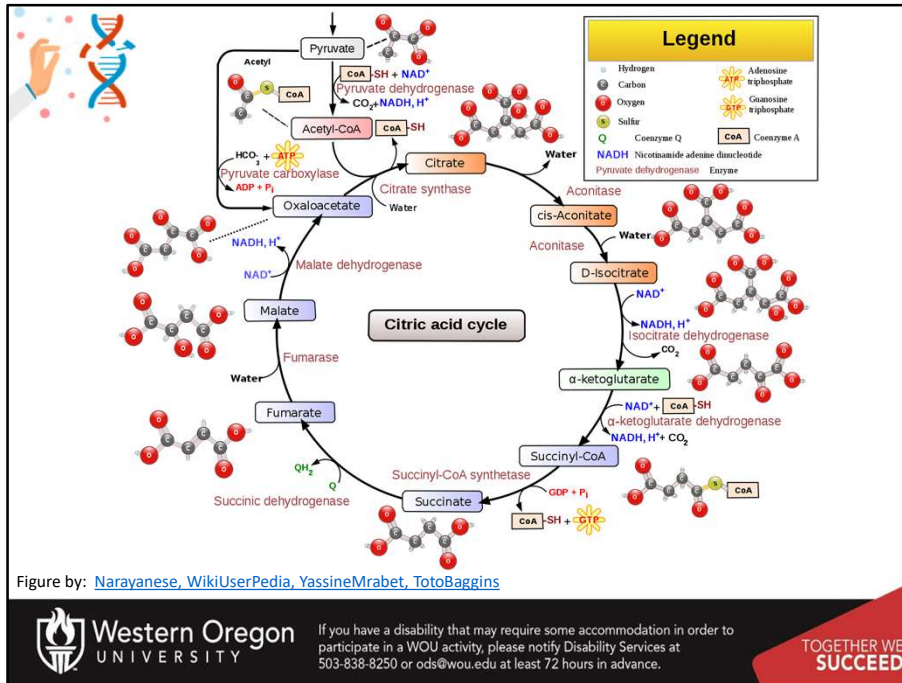 Legend
Hydrogen
Carbon
Oxygen
Sulfur
Q Coenzyme Q
NADH Nicotinamide adenine dinucleotide
Pyruvate dehydrogenase Enzyme
ATP Adenosine triphosphate
GTP Guanosine triphosphate
CoA Coenzyme A
Pyruvate
Acetyl
CoA-SH + NAD+
Pyruvate dehydrogenase
CO2+NADH, H+
S CoA
Acetyl-CoA
CoA-SH
HCO3- + ATP
Pyruvate carboxylase
ADP + Pi
Citrate
Water
Citrate synthase
Water
Oxaloacetate
Aconitase
cis-Aconitate
Water
Aconitase
D-Isocitrate
NADH, H+
NAD+
Malate dehydrogenase
NAD+
NADH, H+
Isocitrate dehydrogenase
CO2
Malate
Citric acid cycle
Fumarase
Water
α-ketoglutarate
NAD+ + CoA-SH
α-ketoglutarate dehydrogenase
NADH, H+ + CO2
Fumarate
Succinyl-CoA
QH2
Q
Succinyl-CoA synthetase
Succinic dehydrogenase
GDP + Pi
Succinate
CoA-SH + GTP
S CoA
Figure by: Narayanese, WikiUserPedia, YassineMrabet, TotoBaggins
Western Oregon
UNIVERSITY
If you have a disability that may require some accommodation in order to
participate in a WOU activity, please notify Disability Services at
503-838-8250 or ods@wou.edu at least 72 hours in advance.
TOGETHER WE
SUCCEED